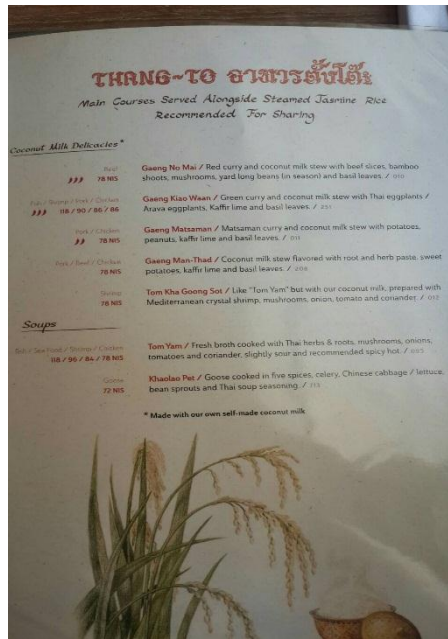 THANG-TO อาหารตั้งโต๊ะ
Main Courses Served Alongside Steamed Jasmine Rice
Recommended For Sharing
Coconut Milk Delicacies*
Beef
78 NIS
Gaeng No Mai / Red curry and coconut milk stew with beef slices, bamboo
shoots, mushrooms, yard long beans (in season) and basil leaves. /
Fish / Shrimp / Pork / Chicken
118 / 90 / 86 / 86
Gaeng Kiao Waan / Green curry and coconut milk stew with Thai eggplants /
Arava eggplants, Kaffir lime and basil leaves. /
Pork / Chicken
78 NIS
Gaeng Matsaman / Matsaman curry and coconut milk stew with potatoes,
peanuts, kaffir lime and basil leaves. /
Pork / Beef / Chicken
78 NIS
Gaeng Man-Thad / Coconut milk stew flavored with root and herb paste, sweet
potatoes, kaffir lime and basil leaves. /
Shrimp
78 NIS
Tom Kha Goong Sot / Like "Tom Yam" but with our coconut milk, prepared with
Mediterranean crystal shrimp, mushrooms, onion, tomato and coriander. /
Soups
Fish / Sea Food / Shrimp / Chicken
118 / 96 / 84 / 78 NIS
Tom Yam / Fresh broth cooked with Thai herbs & roots, mushrooms, onions,
tomatoes and coriander, slightly sour and recommended spicy hot. /
Goose
72 NIS
Khaolao Pet / Goose cooked in five spices, celery, Chinese cabbage / lettuce,
bean sprouts and Thai soup seasoning. /
* Made with our own self-made coconut milk